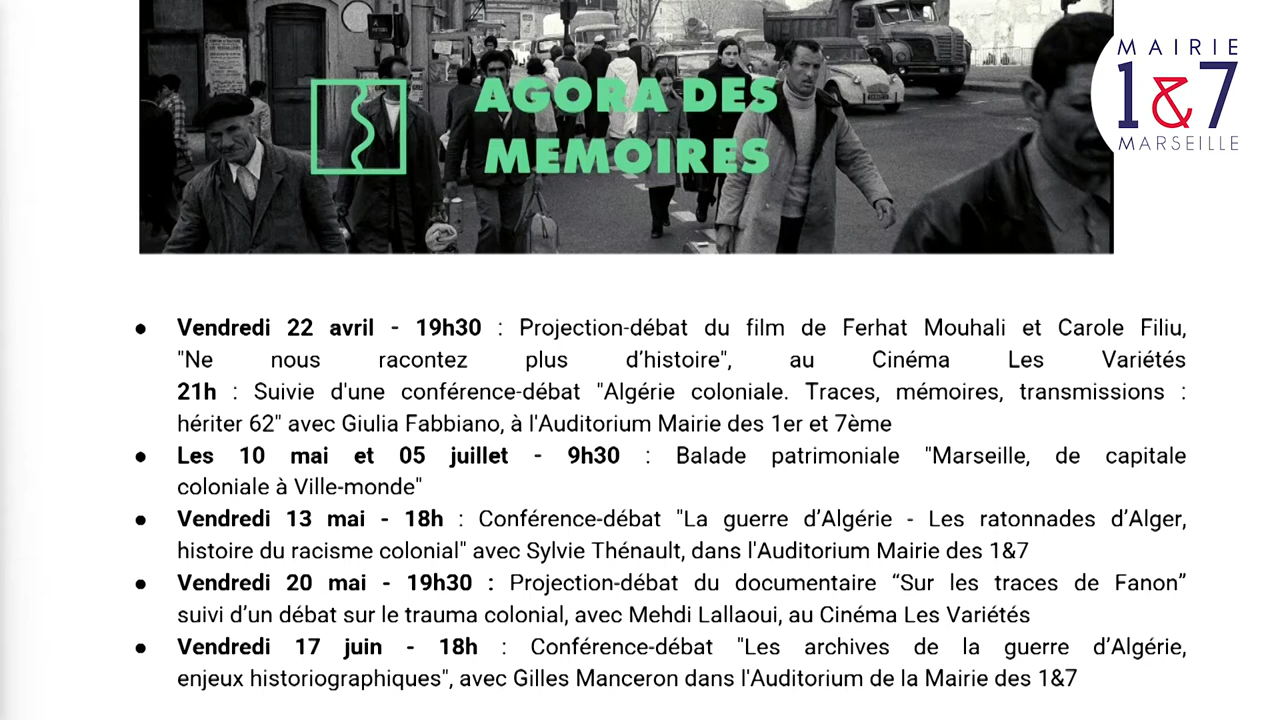 MAIRIE
1&7
MARSEILLE
AGORA DES
MEMOIRES
Vendredi 22 avril - 19h30 : Projection-débat du film de Ferhat Mouhali et Carole Filiu,
"Ne nous racontez plus d’histoire", au Cinéma Les Variétés
21h : Suivie d'une conférence-débat "Algérie coloniale. Traces, mémoires, transmissions :
hériter 62" avec Giulia Fabbiano, à l'Auditorium Mairie des 1er et 7ème
Les 10 mai et 05 juillet - 9h30 : Balade patrimoniale "Marseille, de capitale
coloniale à Ville-monde"
Vendredi 13 mai - 18h : Conférence-débat "La guerre d’Algérie - Les ratonnades d’Alger,
histoire du racisme colonial" avec Sylvie Thénault, dans l'Auditorium Mairie des 1&7
Vendredi 20 mai - 19h30 : Projection-débat du documentaire “Sur les traces de Fanon”
suivi d’un débat sur le trauma colonial, avec Mehdi Lallaoui, au Cinéma Les Variétés
Vendredi 17 juin - 18h : Conférence-débat "Les archives de la guerre d’Algérie,
enjeux historiographiques", avec Gilles Manceron dans l'Auditorium de la Mairie des 1&7